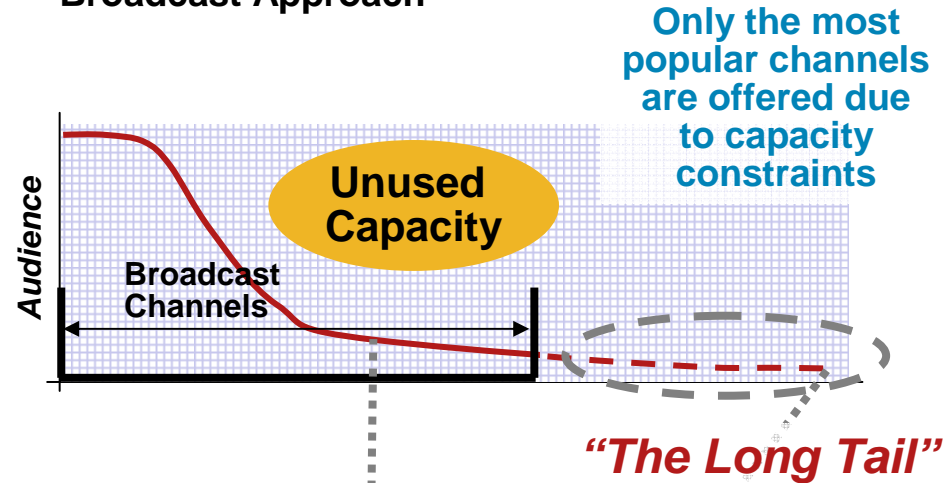 Broadcast Approach
Only the most
popular channels
are offered due
to capacity
constraints
Unused
Capacity
Audience
Broadcast
Channels
“The Long Tail”